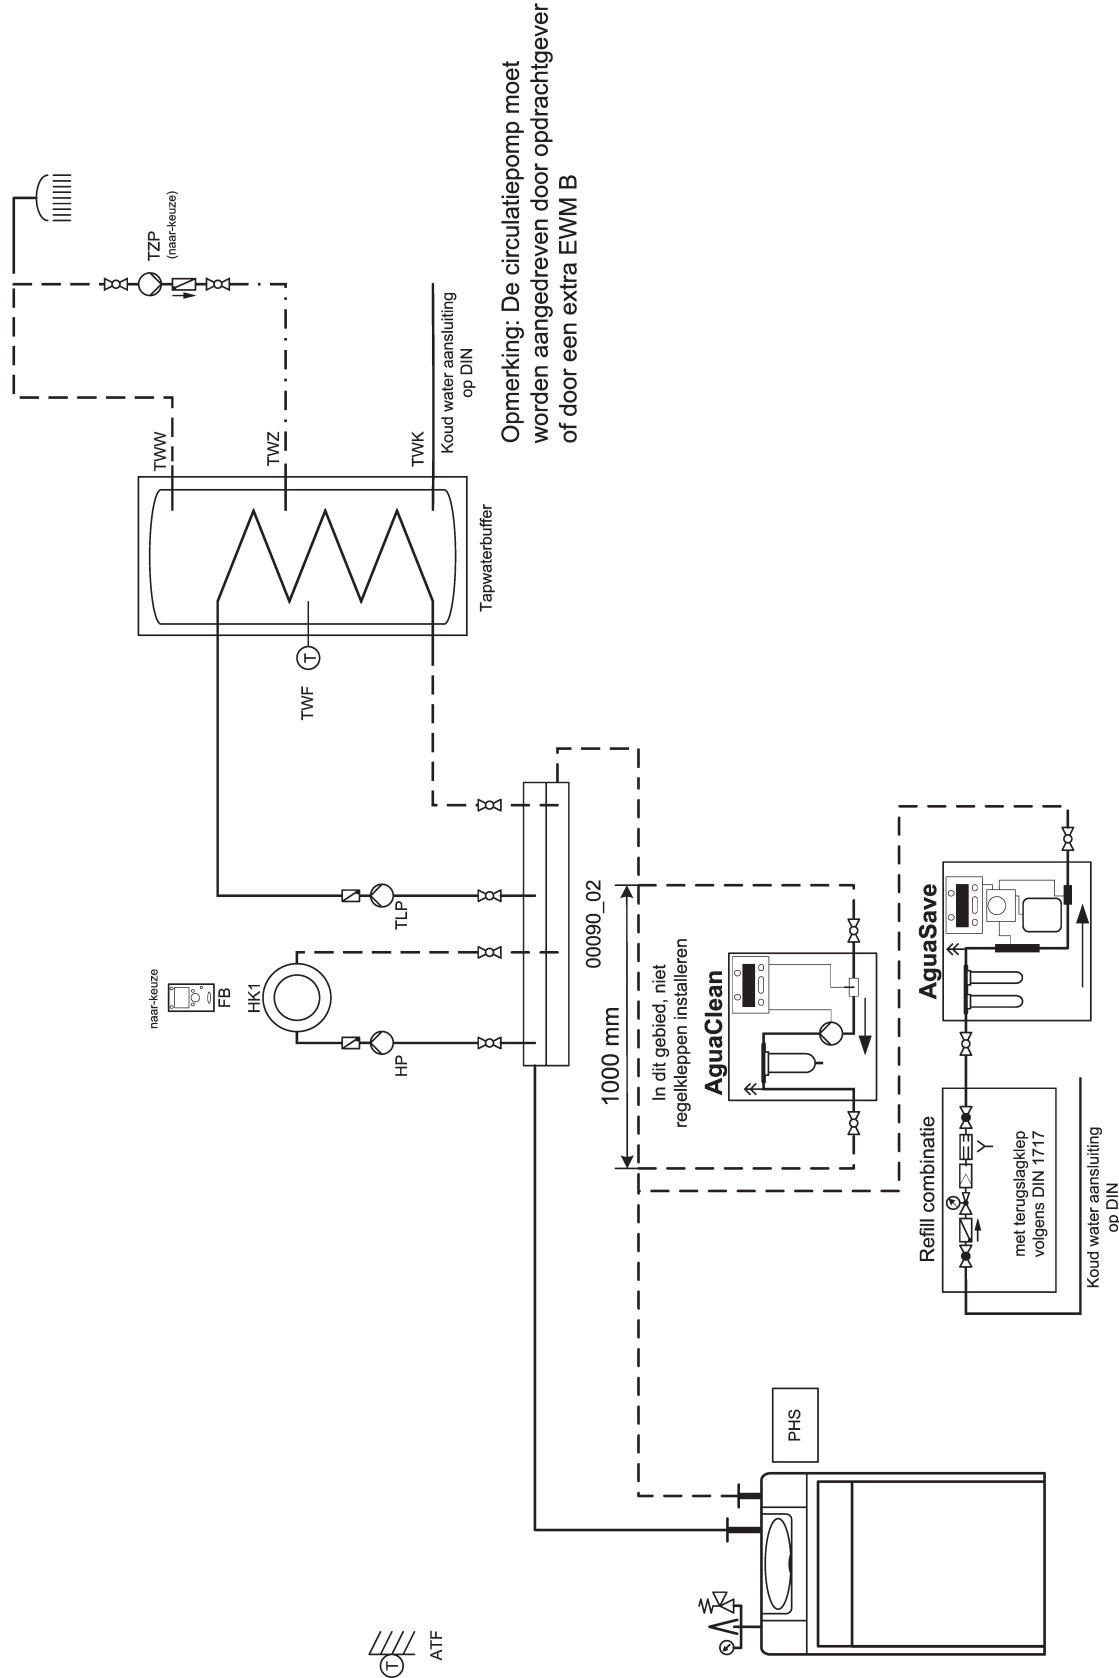 ATF
T
PHS
naar-keuze
FB
HK1
HP
TLP
TWF
T
TWW
TWZ
TWK
TZP
(naar-keuze)
Tapwaterbuffer
Koud water aansluiting
op DIN
Opmerking: De circulatiepomp moet
worden aangedreven door opdrachtgever
of door een extra EWM B
00090_02
1000 mm
In dit gebied, niet
regelkleppen installeren
AguaClean
AguaSave
Refill combinatie
met terugslagklep
volgens DIN 1717
Koud water aansluiting
op DIN